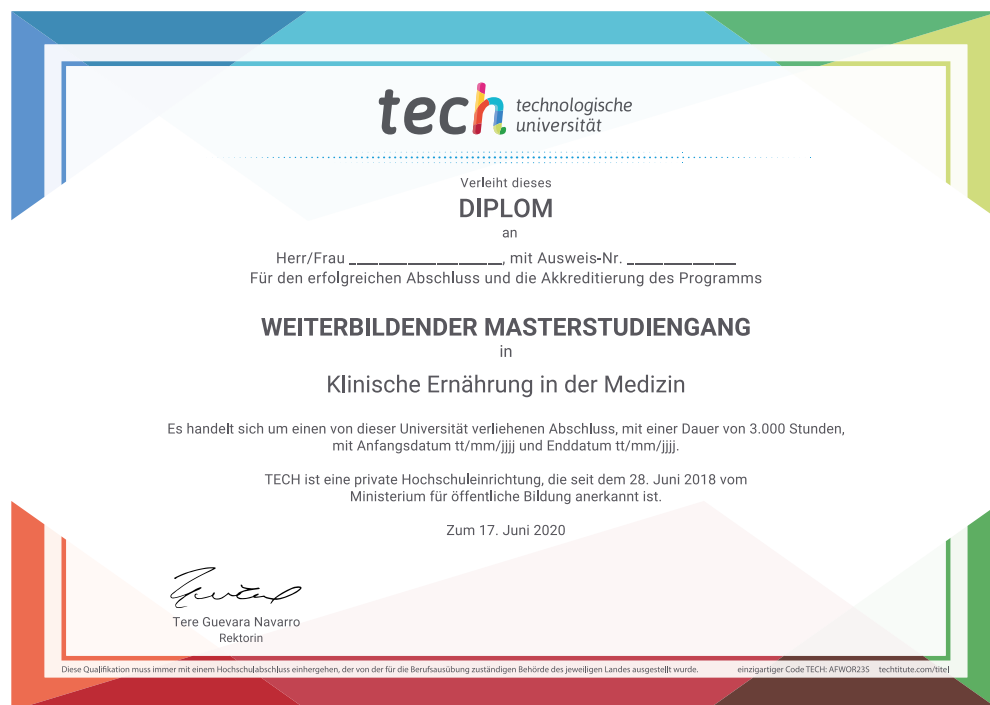 tech technologische
universität
Verleiht dieses
DIPLOM
an
Herr/Frau ____________________, mit Ausweis-Nr. ______________
Für den erfolgreichen Abschluss und die Akkreditierung des Programms
WEITERBILDENDER MASTERSTUDIENGANG
in
Klinische Ernährung in der Medizin
Es handelt sich um einen von dieser Universität verliehenen Abschluss, mit einer Dauer von 3.000 Stunden,
mit Anfangsdatum tt/mm/jjjj und Enddatum tt/mm/jjjj.
TECH ist eine private Hochschuleinrichtung, die seit dem 28. Juni 2018 vom
Ministerium für öffentliche Bildung anerkannt ist.
Zum 17. Juni 2020
Tere Guevara Navarro
Rektorin
Diese Qualifikation muss immer mit einem Hochschulabschluss einhergehen, der von der für die Berufsausübung zuständigen Behörde des jeweiligen Landes ausgestellt wurde. einzigartiger Code TECH: AFWOR23S techtitute.com/titel